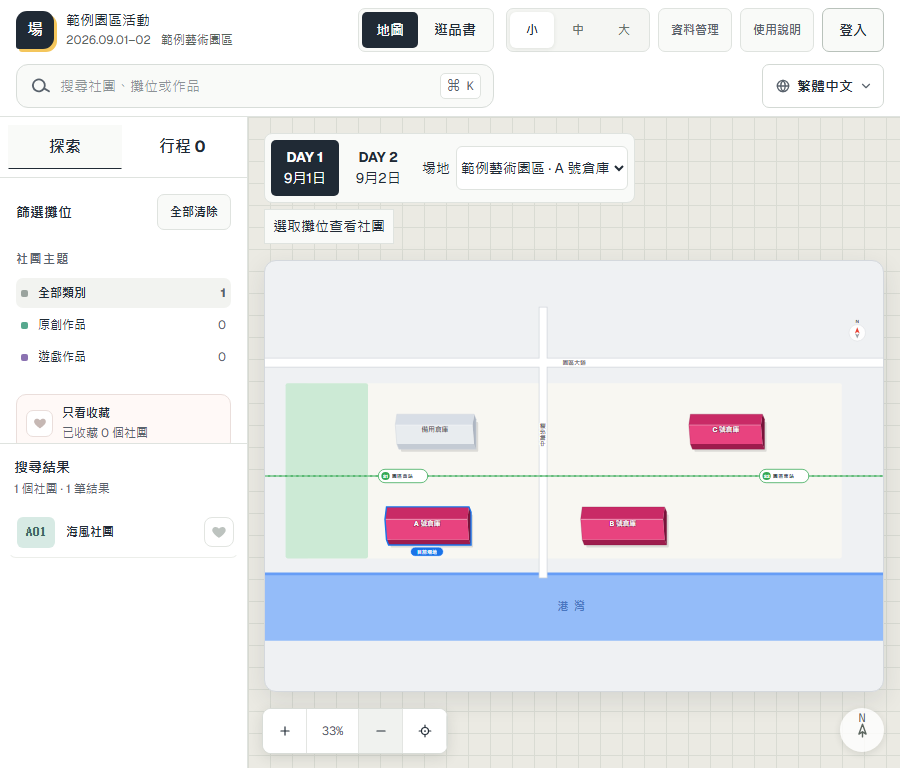 場
範例園區活動
2026.09.01–02 範例藝術園區
地圖
逛品書
小
中
大
資料管理
使用說明
登入
搜尋社團、攤位或作品
⌘ K
繁體中文
探索
行程 0
篩選攤位
全部清除
社團主題
全部類別 1
原創作品 0
遊戲作品 0
只看收藏
已收藏 0 個社團
搜尋結果
1 個社團 · 1 筆結果
A01 海風社團
DAY 1
9月1日
DAY 2
9月2日
場地
範例藝術園區 · A 號倉庫
選取攤位查看社團
N
園區大道
備用倉庫
C 號倉庫
A 號倉庫
B 號倉庫
港 灣
+
33%
−
N